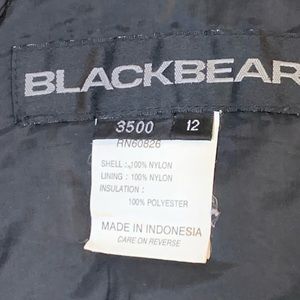 BLACKBEAR
3500 12
RN60826
SHELL : 100% NYLON
LINING : 100% NYLON
INSULATION :
100% POLYESTER
MADE IN INDONESIA
CARE ON REVERSE